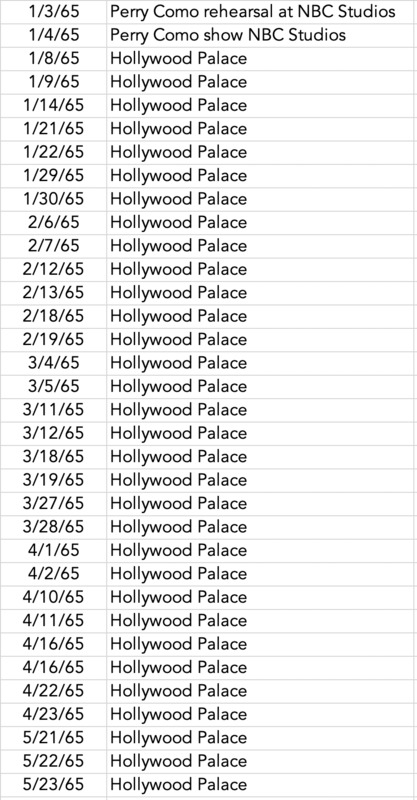 1/3/65 Perry Como rehearsal at NBC Studios
1/4/65 Perry Como show NBC Studios
1/8/65 Hollywood Palace
1/9/65 Hollywood Palace
1/14/65 Hollywood Palace
1/21/65 Hollywood Palace
1/22/65 Hollywood Palace
1/29/65 Hollywood Palace
1/30/65 Hollywood Palace
2/6/65 Hollywood Palace
2/7/65 Hollywood Palace
2/12/65 Hollywood Palace
2/13/65 Hollywood Palace
2/18/65 Hollywood Palace
2/19/65 Hollywood Palace
3/4/65 Hollywood Palace
3/5/65 Hollywood Palace
3/11/65 Hollywood Palace
3/12/65 Hollywood Palace
3/18/65 Hollywood Palace
3/19/65 Hollywood Palace
3/27/65 Hollywood Palace
3/28/65 Hollywood Palace
4/1/65 Hollywood Palace
4/2/65 Hollywood Palace
4/10/65 Hollywood Palace
4/11/65 Hollywood Palace
4/16/65 Hollywood Palace
4/16/65 Hollywood Palace
4/22/65 Hollywood Palace
4/23/65 Hollywood Palace
5/21/65 Hollywood Palace
5/22/65 Hollywood Palace
5/23/65 Hollywood Palace